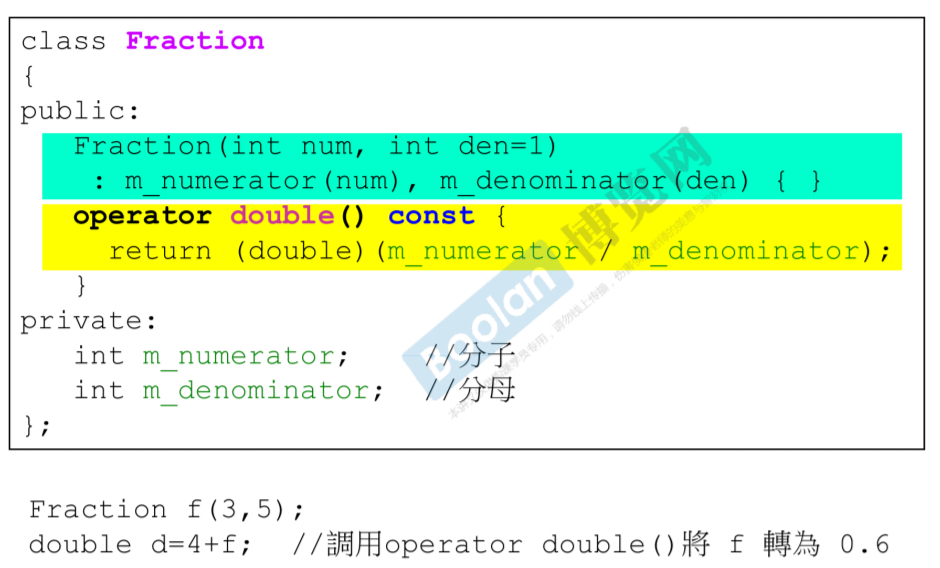 class Fraction
{
public:
Fraction(int num, int den=1)
: m_numerator(num), m_denominator(den) { }
operator double() const {
return (double)(m_numerator / m_denominator);
}
private:
int m_numerator; //分子
int m_denominator; //分母
};
Fraction f(3,5);
double d=4+f; //調用operator double()將 f 轉為 0.6
Boolan 博览网